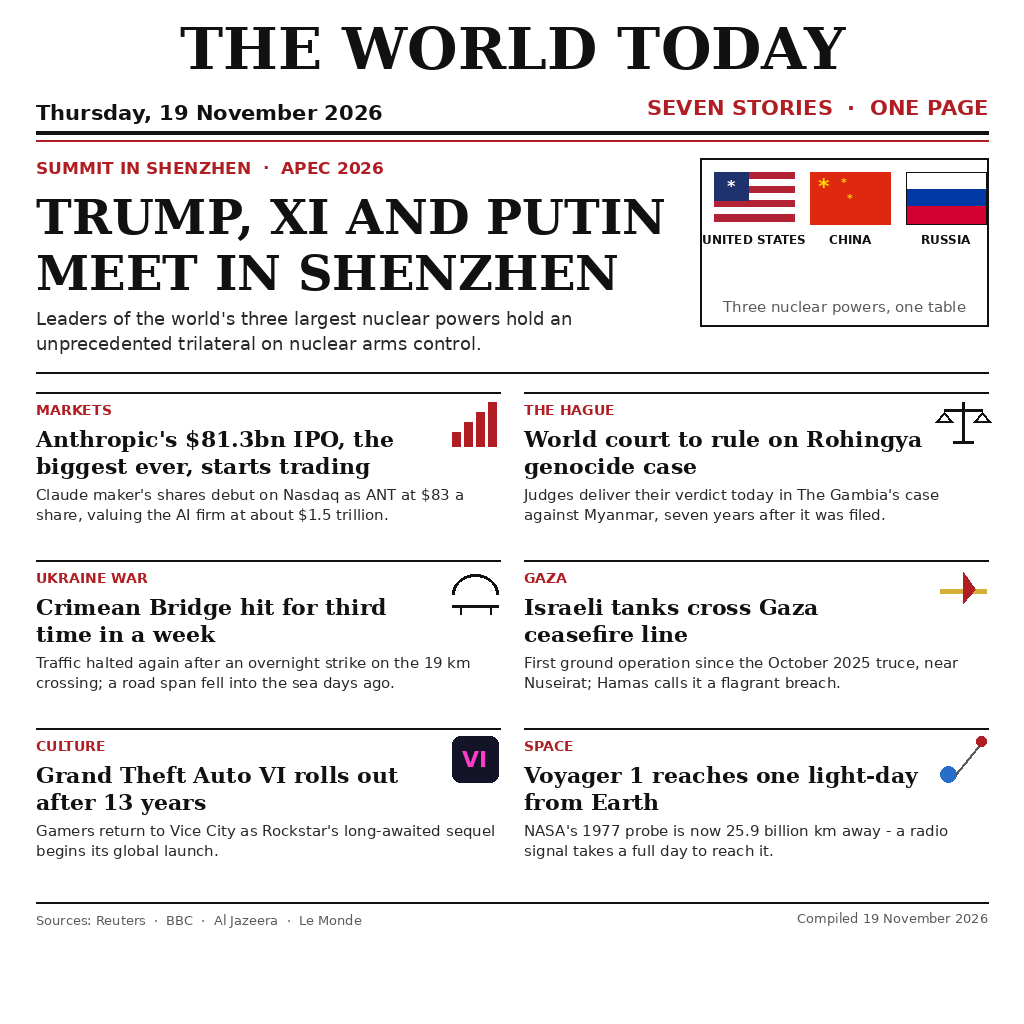 THE WORLD TODAY
Thursday, 19 November 2026
SEVEN STORIES · ONE PAGE
SUMMIT IN SHENZHEN · APEC 2026
TRUMP, XI AND PUTIN
MEET IN SHENZHEN
Leaders of the world's three largest nuclear powers hold an
unprecedented trilateral on nuclear arms control.
UNITED STATES
CHINA
RUSSIA
Three nuclear powers, one table
MARKETS
Anthropic's $81.3bn IPO, the
biggest ever, starts trading
Claude maker's shares debut on Nasdaq as ANT at $83 a
share, valuing the AI firm at about $1.5 trillion.
THE HAGUE
World court to rule on Rohingya
genocide case
Judges deliver their verdict today in The Gambia's case
against Myanmar, seven years after it was filed.
UKRAINE WAR
Crimean Bridge hit for third
time in a week
Traffic halted again after an overnight strike on the 19 km
crossing; a road span fell into the sea days ago.
GAZA
Israeli tanks cross Gaza
ceasefire line
First ground operation since the October 2025 truce, near
Nuseirat; Hamas calls it a flagrant breach.
CULTURE
VI
Grand Theft Auto VI rolls out
after 13 years
Gamers return to Vice City as Rockstar's long-awaited sequel
begins its global launch.
SPACE
Voyager 1 reaches one light-day
from Earth
NASA's 1977 probe is now 25.9 billion km away - a radio
signal takes a full day to reach it.
Sources: Reuters · BBC · Al Jazeera · Le Monde
Compiled 19 November 2026